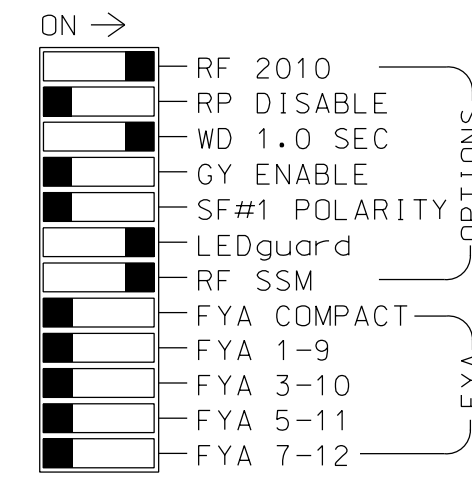 ON →
RF 2010
RP DISABLE
WD 1.0 SEC
GY ENABLE
SF#1 POLARITY
LEDguard
RF SSM
FYA COMPACT
FYA 1-9
FYA 3-10
FYA 5-11
FYA 7-12
OPTIONS
FYA